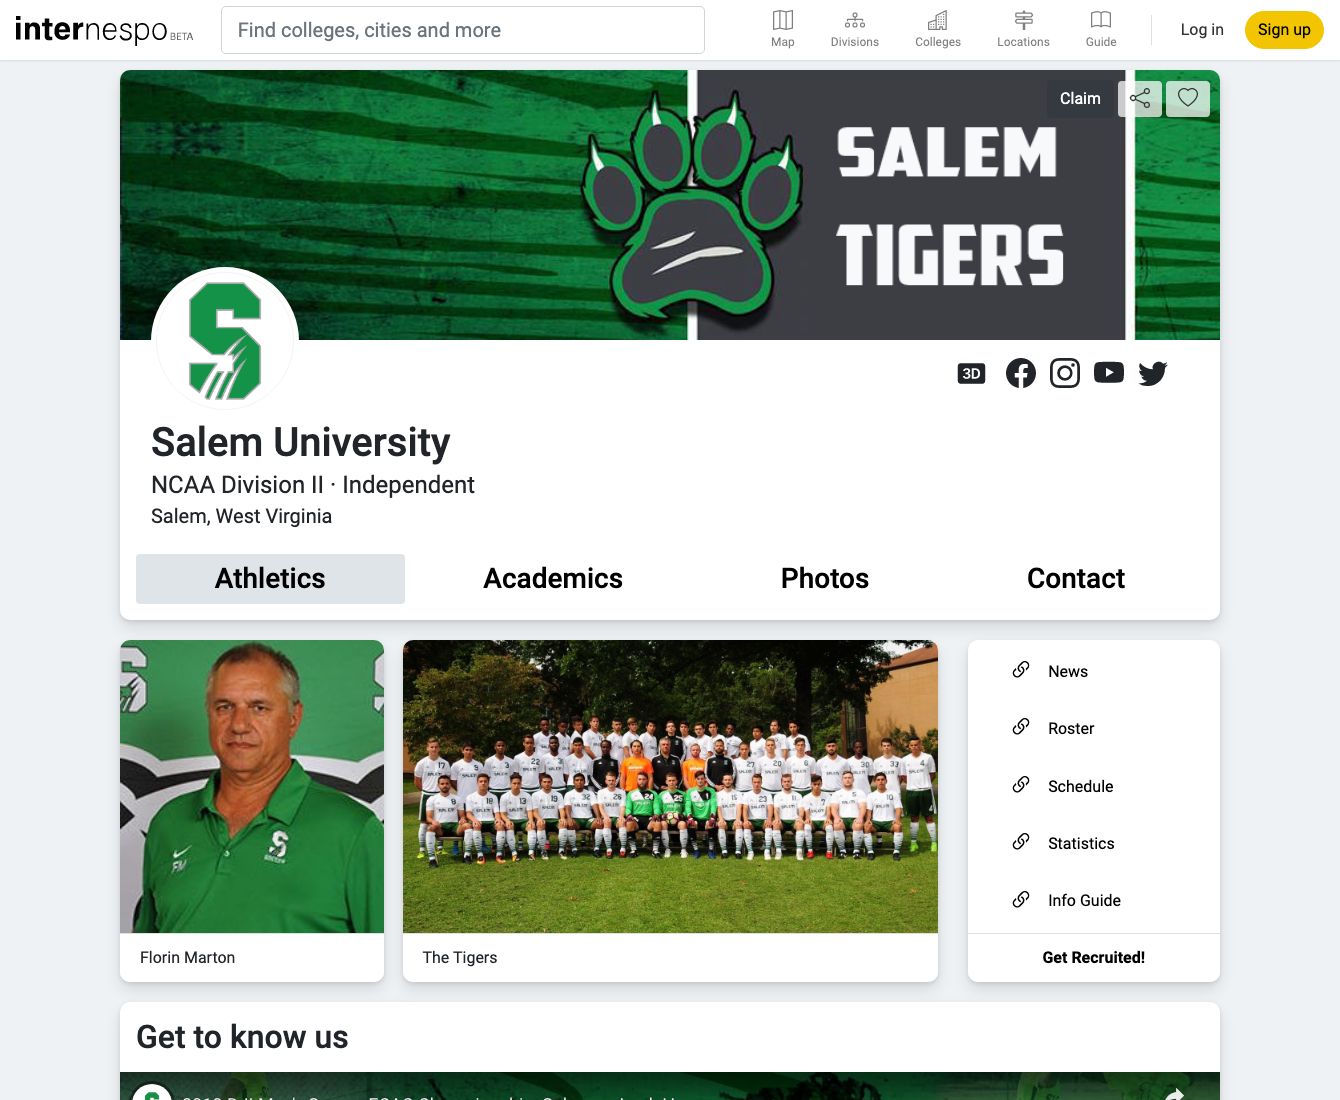 internespo BETA
Find colleges, cities and more
Map
Divisions
Colleges
Locations
Guide
Log in
Sign up
Claim
SALEM
TIGERS
3D
Salem University
NCAA Division II · Independent
Salem, West Virginia
Athletics
Academics
Photos
Contact
Florin Marton
The Tigers
News
Roster
Schedule
Statistics
Info Guide
Get Recruited!
Get to know us